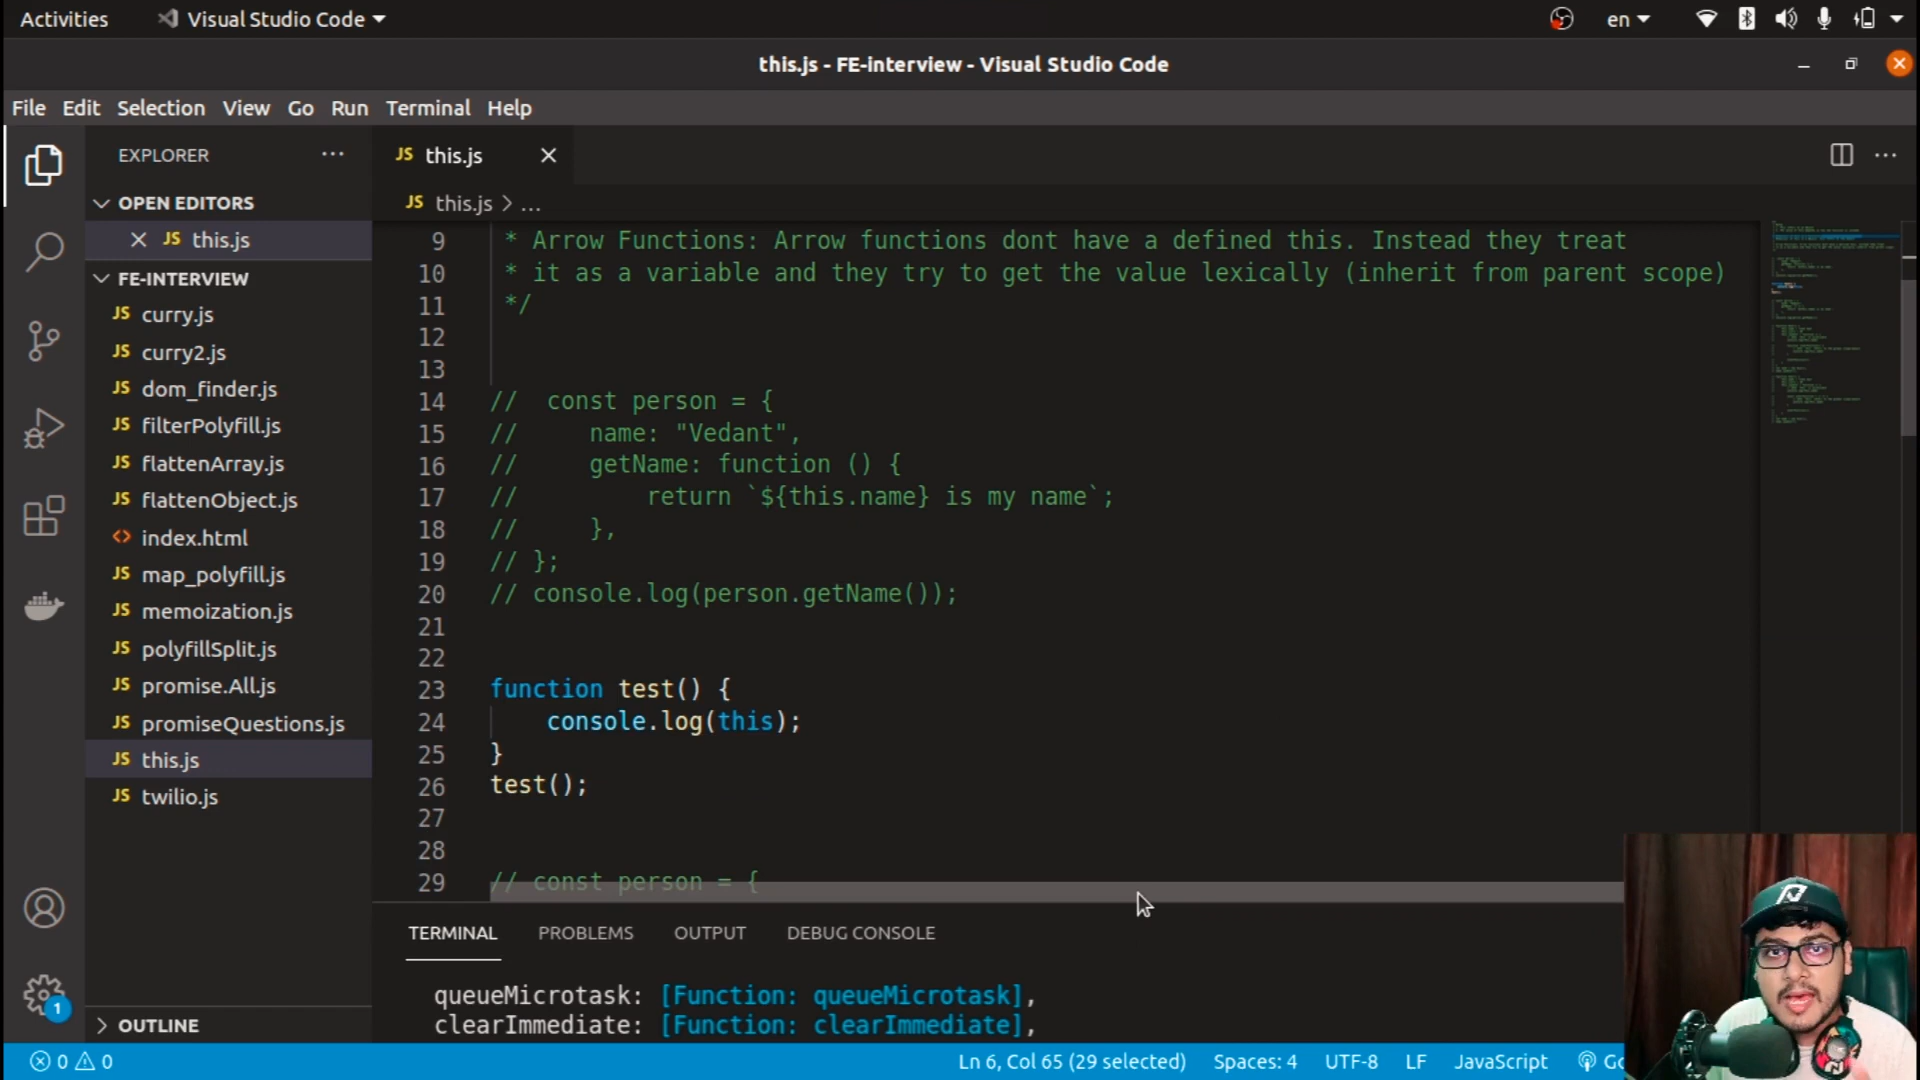 Activities
Visual Studio Code
en
this.js - FE-interview - Visual Studio Code
File Edit Selection View Go Run Terminal Help
EXPLORER
JS this.js
OPEN EDITORS
JS this.js
JS this.js > ...
FE-INTERVIEW
JS curry.js
JS curry2.js
JS dom_finder.js
JS filterPolyfill.js
JS flattenArray.js
JS flattenObject.js
<> index.html
JS map_polyfill.js
JS memoization.js
JS polyfillSplit.js
JS promise.All.js
JS promiseQuestions.js
JS this.js
JS twilio.js
OUTLINE
9 * Arrow Functions: Arrow functions dont have a defined this. Instead they treat
10 * it as a variable and they try to get the value lexically (inherit from parent scope)
11 */
12
13
14 // const person = {
15 // name: "Vedant",
16 // getName: function () {
17 // return `${this.name} is my name`;
18 // },
19 // };
20 // console.log(person.getName());
21
22
23 function test() {
24 console.log(this);
25 }
26 test();
27
28
29 // const person = {
TERMINAL PROBLEMS OUTPUT DEBUG CONSOLE
queueMicrotask: [Function: queueMicrotask],
clearImmediate: [Function: clearImmediate],
1
0 0
Ln 6, Col 65 (29 selected) Spaces: 4 UTF-8 LF JavaScript Go